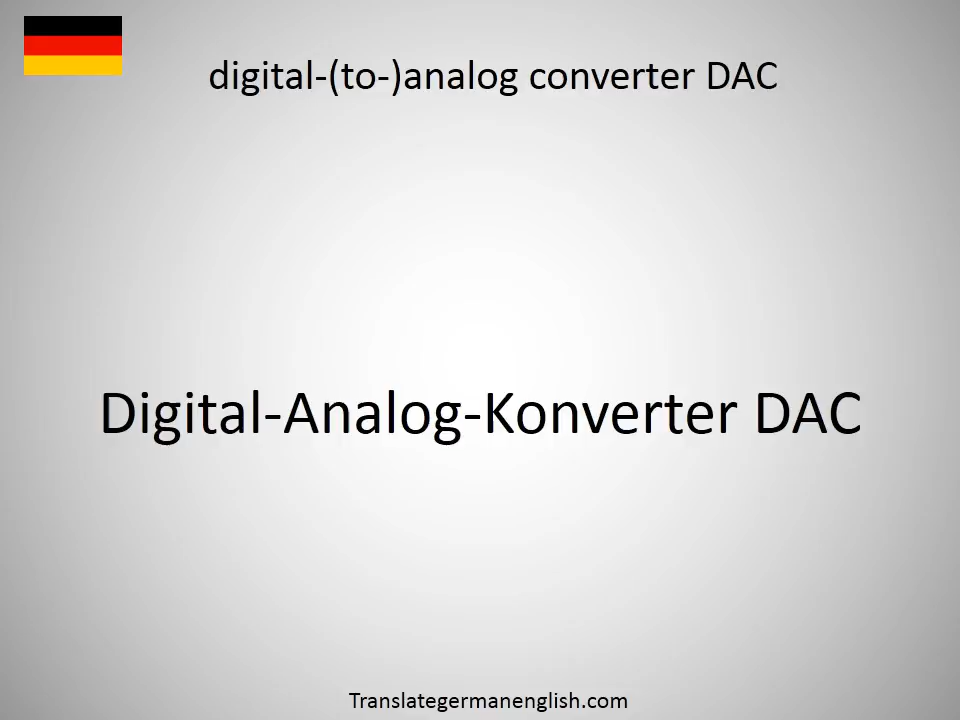 digital-(to-)analog converter DAC
Digital-Analog-Konverter DAC
Translategermanenglish.com